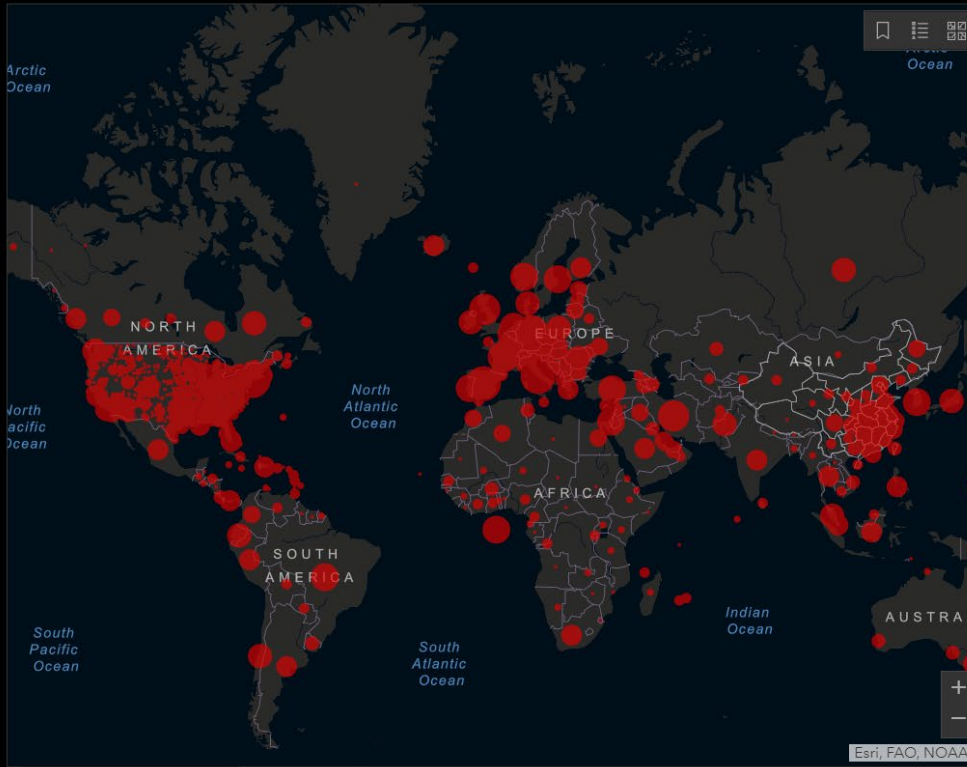 Arctic
Ocean
Ocean
NORTH
AMERICA
EUROPE
ASIA
North
Atlantic
Ocean
North
Pacific
Ocean
AFRICA
SOUTH
AMERICA
Indian
Ocean
AUSTRA
South
Pacific
Ocean
South
Atlantic
Ocean
+
−
Esri, FAO, NOAA